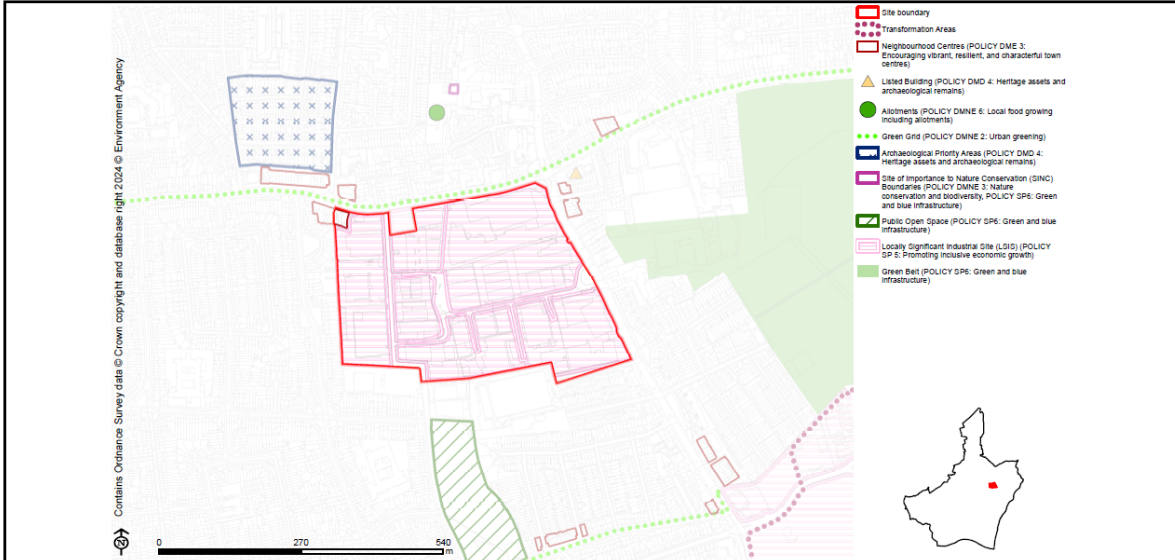 Contains Ordnance Survey data © Crown copyright and database right 2024 © Environment Agency
N
0 270 540
m
Site boundary
Transformation Areas
Neighbourhood Centres (POLICY DME 3:
Encouraging vibrant, resilient, and characterful town
centres)
Listed Building (POLICY DMD 4: Heritage assets and
archaeological remains)
Allotments (POLICY DMNE 6: Local food growing
including allotments)
Green Grid (POLICY DMNE 2: Urban greening)
Archaeological Priority Areas (POLICY DMD 4:
Heritage assets and archaeological remains)
Site of Importance to Nature Conservation (SINC)
Boundaries (POLICY DMNE 3: Nature
conservation and biodiversity, POLICY SP6: Green
and blue infrastructure)
Public Open Space (POLICY SP6: Green and blue
infrastructure)
Locally Significant Industrial Site (LSIS) (POLICY
SP 5: Promoting inclusive economic growth)
Green Belt (POLICY SP6: Green and blue
infrastructure)